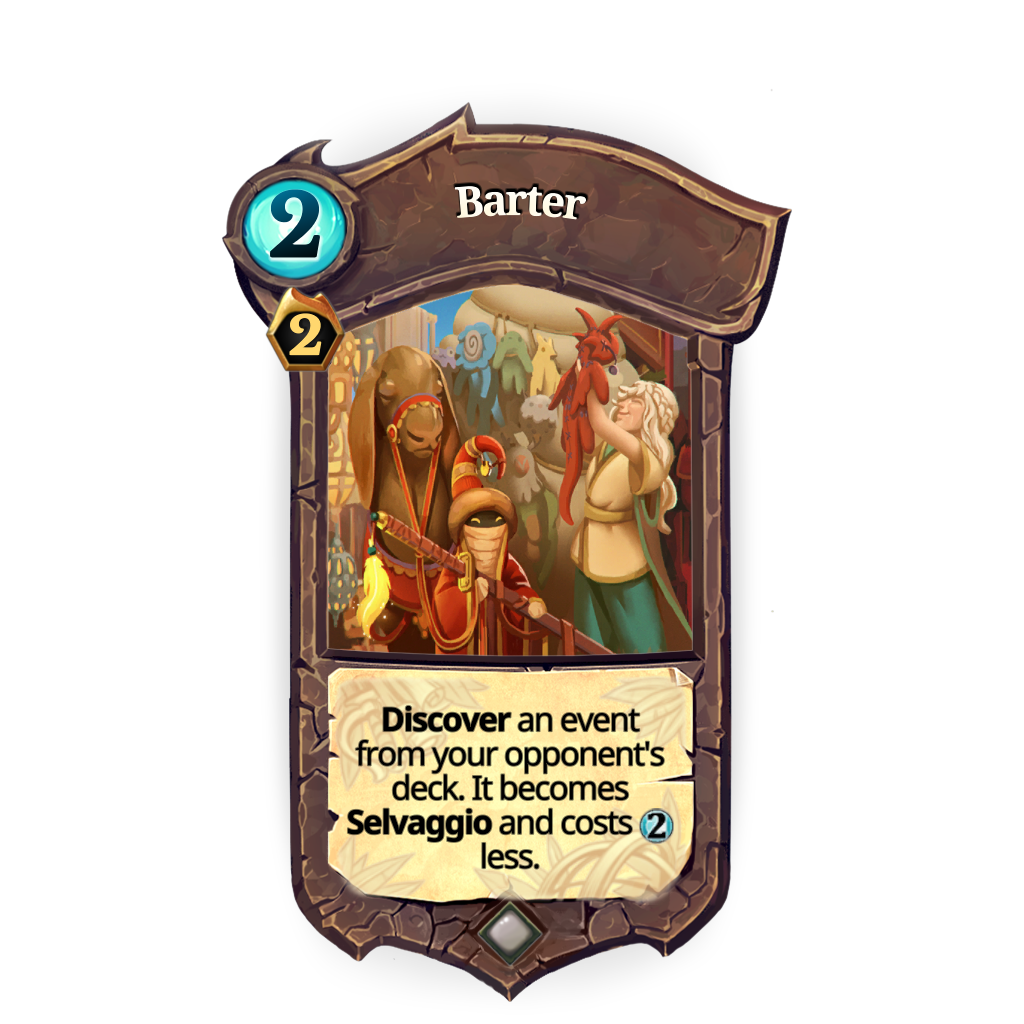 2
Barter
2
Discover an event
from your opponent's
deck. It becomes
Selvaggio and costs 2
less.